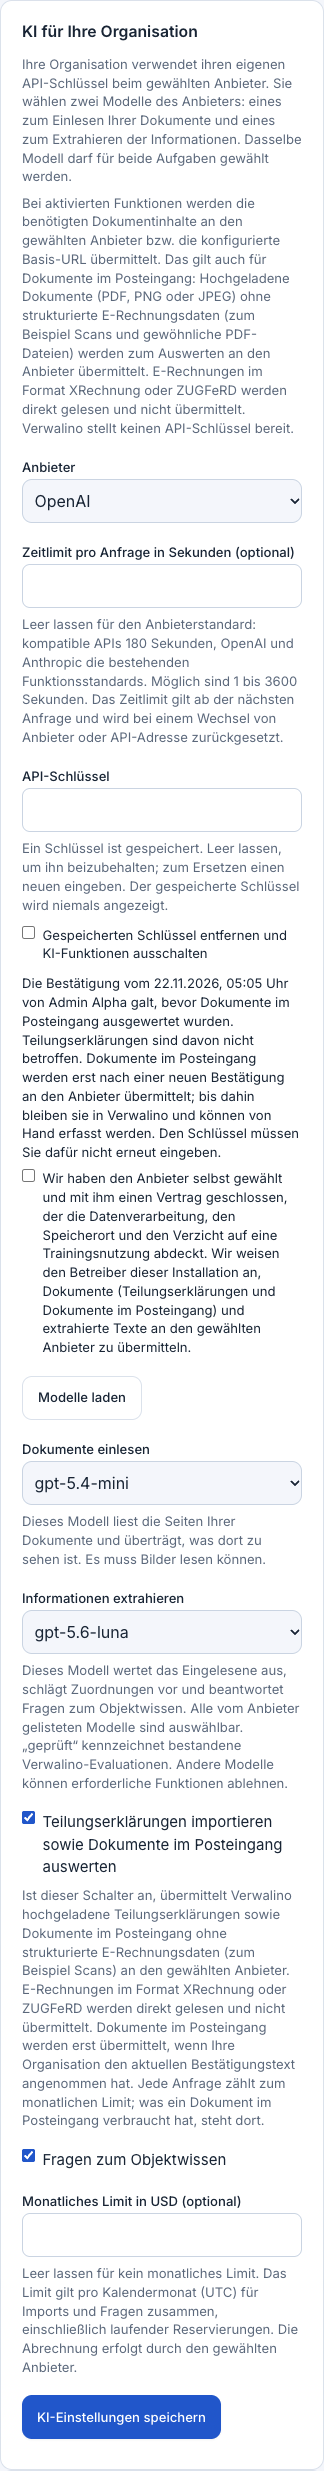 KI für Ihre Organisation
Ihre Organisation verwendet ihren eigenen
API-Schlüssel beim gewählten Anbieter. Sie
wählen zwei Modelle des Anbieters: eines
zum Einlesen Ihrer Dokumente und eines
zum Extrahieren der Informationen. Dasselbe
Modell darf für beide Aufgaben gewählt
werden.
Bei aktivierten Funktionen werden die
benötigten Dokumentinhalte an den
gewählten Anbieter bzw. die konfigurierte
Basis-URL übermittelt. Das gilt auch für
Dokumente im Posteingang: Hochgeladene
Dokumente (PDF, PNG oder JPEG) ohne
strukturierte E-Rechnungsdaten (zum
Beispiel Scans und gewöhnliche PDF-
Dateien) werden zum Auswerten an den
Anbieter übermittelt. E-Rechnungen im
Format XRechnung oder ZUGFeRD werden
direkt gelesen und nicht übermittelt.
Verwalino stellt keinen API-Schlüssel bereit.
Anbieter
OpenAI
Zeitlimit pro Anfrage in Sekunden (optional)
Leer lassen für den Anbieterstandard:
kompatible APIs 180 Sekunden, OpenAI und
Anthropic die bestehenden
Funktionsstandards. Möglich sind 1 bis 3600
Sekunden. Das Zeitlimit gilt ab der nächsten
Anfrage und wird bei einem Wechsel von
Anbieter oder API-Adresse zurückgesetzt.
API-Schlüssel
Ein Schlüssel ist gespeichert. Leer lassen,
um ihn beizubehalten; zum Ersetzen einen
neuen eingeben. Der gespeicherte Schlüssel
wird niemals angezeigt.
Gespeicherten Schlüssel entfernen und
KI-Funktionen ausschalten
Die Bestätigung vom 22.11.2026, 05:05 Uhr
von Admin Alpha galt, bevor Dokumente im
Posteingang ausgewertet wurden.
Teilungserklärungen sind davon nicht
betroffen. Dokumente im Posteingang
werden erst nach einer neuen Bestätigung
an den Anbieter übermittelt; bis dahin
bleiben sie in Verwalino und können von
Hand erfasst werden. Den Schlüssel müssen
Sie dafür nicht erneut eingeben.
Wir haben den Anbieter selbst gewählt
und mit ihm einen Vertrag geschlossen,
der die Datenverarbeitung, den
Speicherort und den Verzicht auf eine
Trainingsnutzung abdeckt. Wir weisen
den Betreiber dieser Installation an,
Dokumente (Teilungserklärungen und
Dokumente im Posteingang) und
extrahierte Texte an den gewählten
Anbieter zu übermitteln.
Modelle laden
Dokumente einlesen
gpt-5.4-mini
Dieses Modell liest die Seiten Ihrer
Dokumente und überträgt, was dort zu
sehen ist. Es muss Bilder lesen können.
Informationen extrahieren
gpt-5.6-luna
Dieses Modell wertet das Eingelesene aus,
schlägt Zuordnungen vor und beantwortet
Fragen zum Objektwissen. Alle vom Anbieter
gelisteten Modelle sind auswählbar.
„geprüft“ kennzeichnet bestandene
Verwalino-Evaluationen. Andere Modelle
können erforderliche Funktionen ablehnen.
Teilungserklärungen importieren
sowie Dokumente im Posteingang
auswerten
Ist dieser Schalter an, übermittelt Verwalino
hochgeladene Teilungserklärungen sowie
Dokumente im Posteingang ohne
strukturierte E-Rechnungsdaten (zum
Beispiel Scans) an den gewählten Anbieter.
E-Rechnungen im Format XRechnung oder
ZUGFeRD werden direkt gelesen und nicht
übermittelt. Dokumente im Posteingang
werden erst übermittelt, wenn Ihre
Organisation den aktuellen Bestätigungstext
angenommen hat. Jede Anfrage zählt zum
monatlichen Limit; was ein Dokument im
Posteingang verbraucht hat, steht dort.
Fragen zum Objektwissen
Monatliches Limit in USD (optional)
Leer lassen für kein monatliches Limit. Das
Limit gilt pro Kalendermonat (UTC) für
Imports und Fragen zusammen,
einschließlich laufender Reservierungen. Die
Abrechnung erfolgt durch den gewählten
Anbieter.
KI-Einstellungen speichern